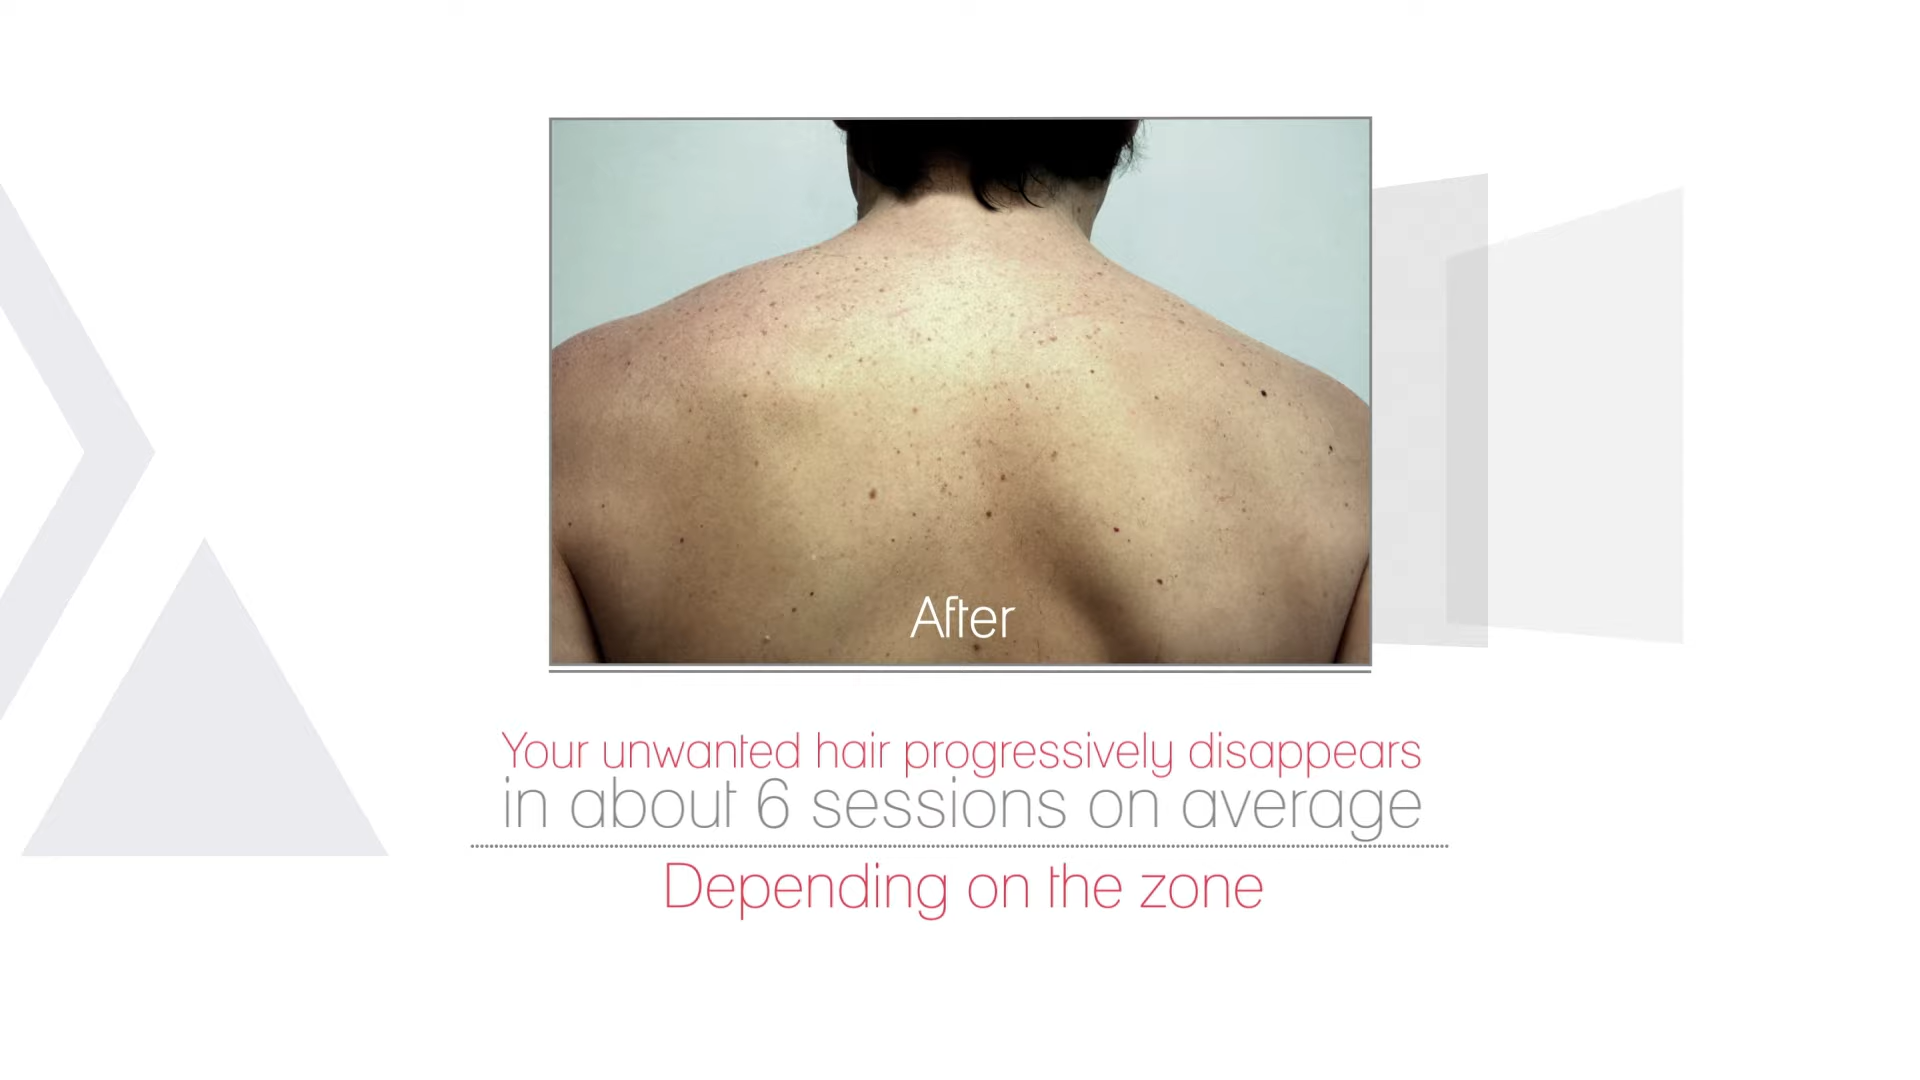 After
Your unwanted hair progressively disappears
in about 6 sessions on average
Depending on the zone